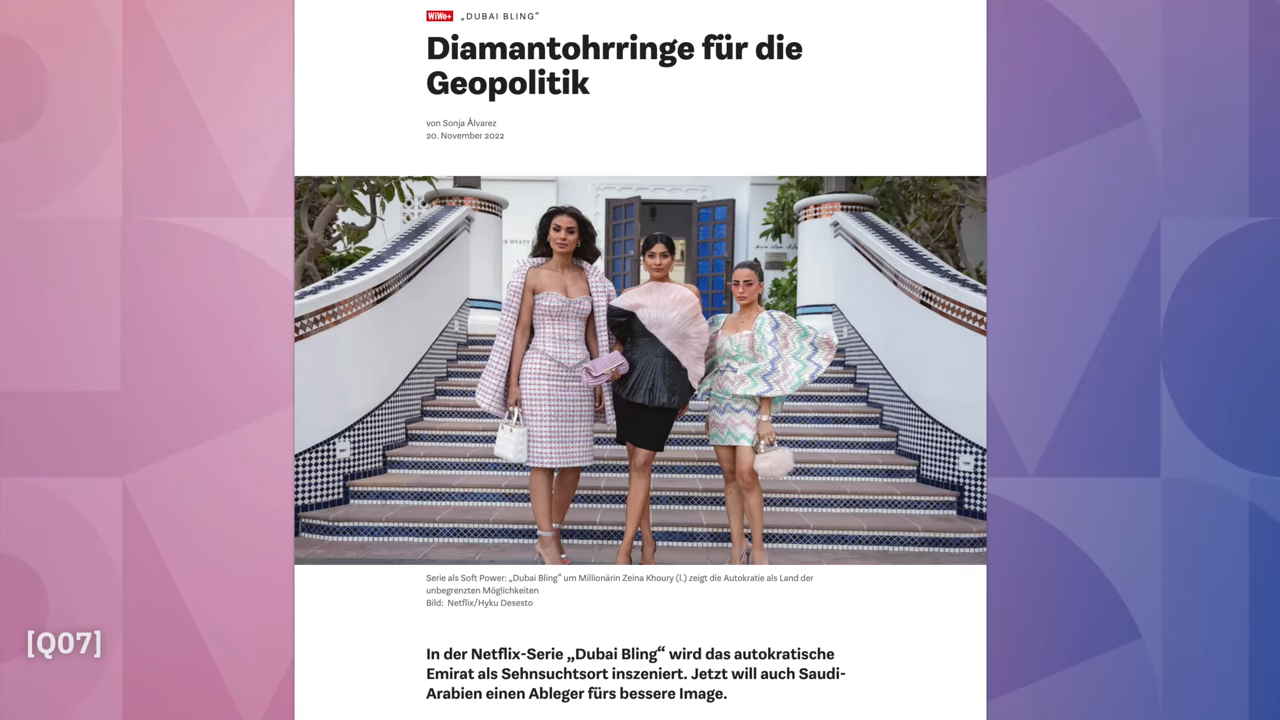 WiWo+ „DUBAI BLING“
Diamantohrringe für die
Geopolitik
von Sonja Álvarez
20. November 2022
Serie als Soft Power: „Dubai Bling“ um Millionärin Zeina Khoury (l.) zeigt die Autokratie als Land der
unbegrenzten Möglichkeiten
Bild: Netflix/Hyku Desesto
[Q07]
In der Netflix-Serie „Dubai Bling“ wird das autokratische
Emirat als Sehnsuchtsort inszeniert. Jetzt will auch Saudi-
Arabien einen Ableger fürs bessere Image.